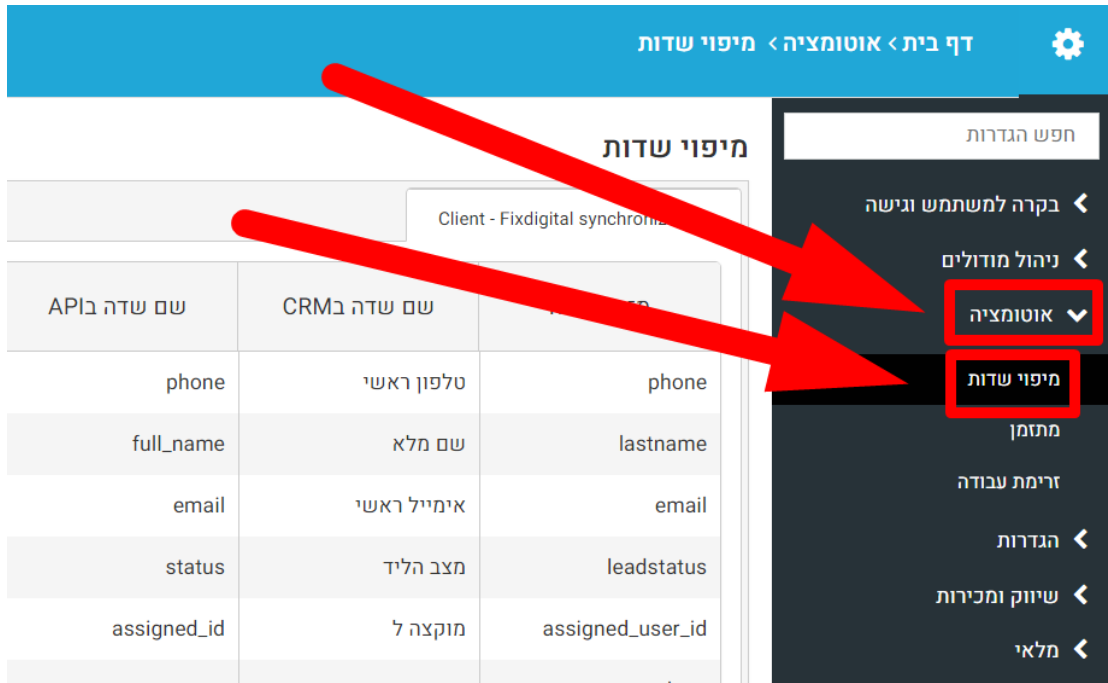 דף בית > אוטומציה > מיפוי שדות
חפש הגדרות
בקרה למשתמש וגישה
ניהול מודולים
אוטומציה
מיפוי שדות
מתזמן
זרימת עבודה
הגדרות
שיווק ומכירות
מלאי
מיפוי שדות
Client - Fixdigital
שם שדה בCRM שם שדה בAPI
phone טלפון ראשי phone
lastname שם מלא full_name
email אימייל ראשי email
leadstatus מצב הליד status
assigned_user_id מוקצה ל assigned_id